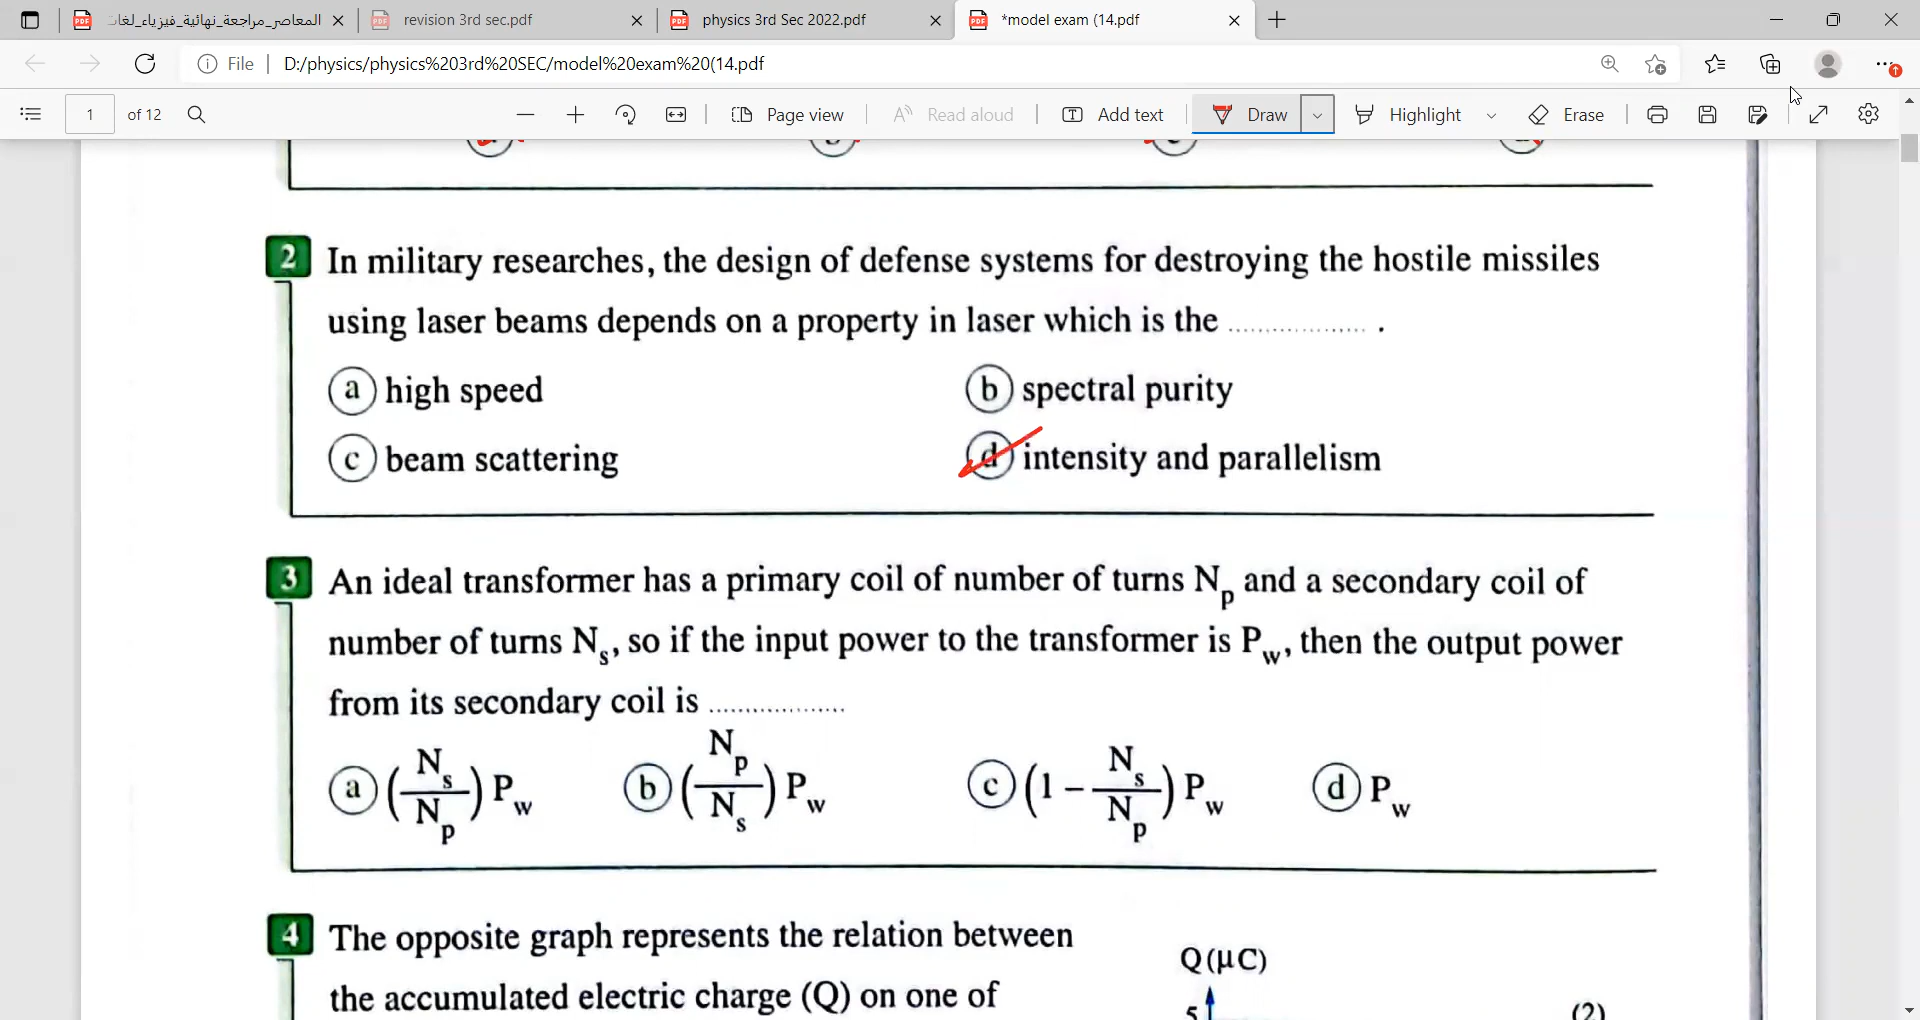 المعاصر_مراجعة_نهائية_فيزياء_لغات
revision 3rd sec.pdf
physics 3rd Sec 2022.pdf
*model exam (14.pdf
File
D:/physics/physics%203rd%20SEC/model%20exam%20(14.pdf
1 of 12
Page view
Read aloud
Add text
Draw
Highlight
Erase
2 In military researches, the design of defense systems for destroying the hostile missiles
using laser beams depends on a property in laser which is the .................. .
a high speed
b spectral purity
c beam scattering
d intensity and parallelism
3 An ideal transformer has a primary coil of number of turns Np and a secondary coil of
number of turns Ns, so if the input power to the transformer is Pw, then the output power
from its secondary coil is ..................
a (Ns/Np) Pw
b (Np/Ns) Pw
c (1 - Ns/Np) Pw
d Pw
4 The opposite graph represents the relation between
the accumulated electric charge (Q) on one of
Q (μC)
5
(2)